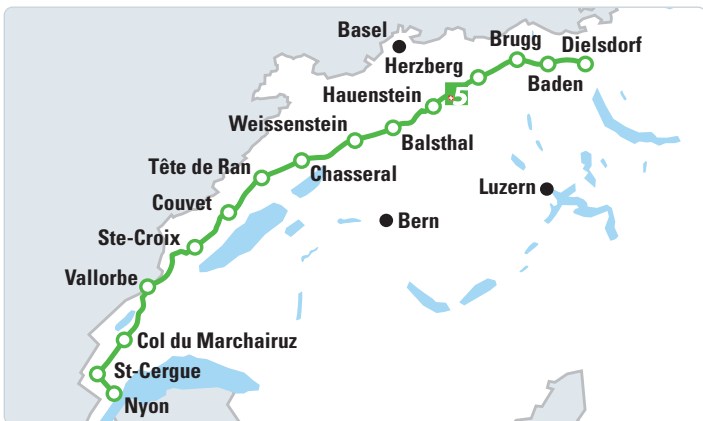 Basel
Brugg
Dielsdorf
Herzberg
Baden
Hauenstein
5
Weissenstein
Balsthal
Tête de Ran
Chasseral
Luzern
Couvet
Bern
Ste-Croix
Vallorbe
Col du Marchairuz
St-Cergue
Nyon